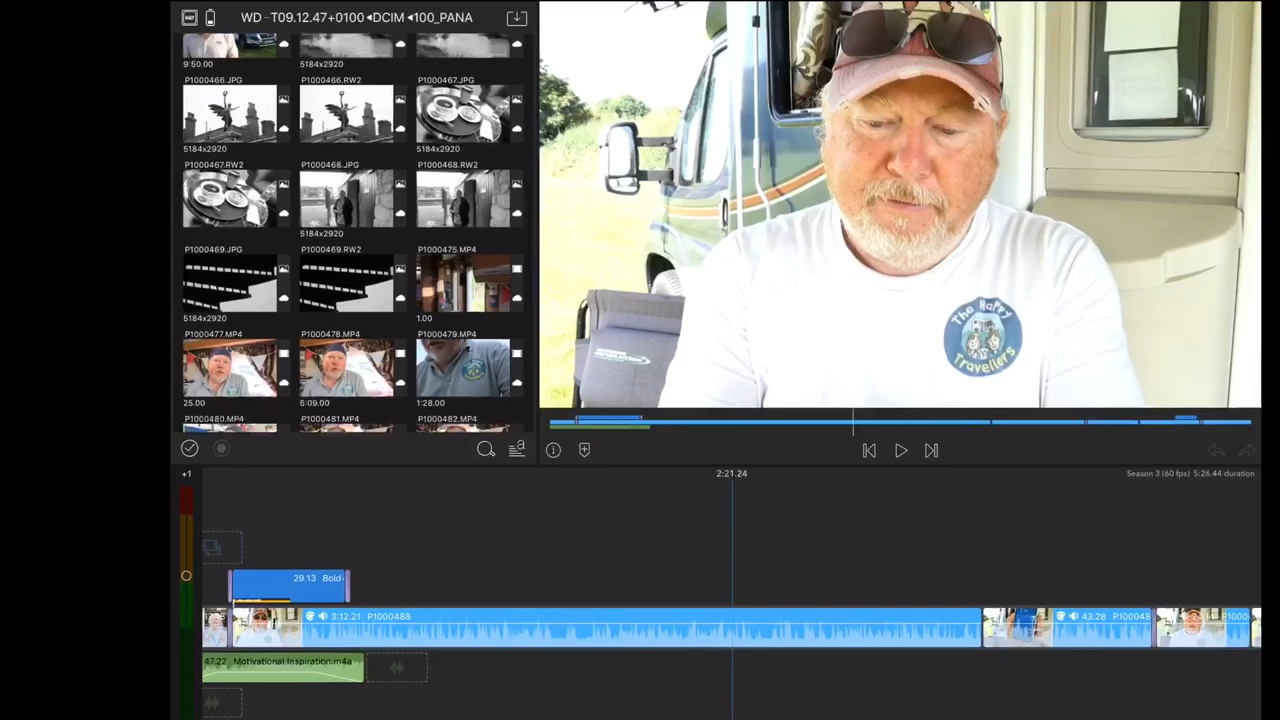 WD WD --T09.12.47+0100 ◂DCIM ◂100_PANA
9:50.00 5184x2920
P1000466.JPG P1000466.RW2 P1000467.JPG
5184x2920 5184x2920
P1000467.RW2 P1000468.JPG P1000468.RW2
5184x2920
P1000469.JPG P1000469.RW2 P1000475.MP4
5184x2920 1.00
P1000477.MP4 P1000478.MP4 P1000479.MP4
25.00 5:09.00 1:28.00
P1000480.MP4 P1000481.MP4 P1000482.MP4
The Happy
Travellers
+1
2:21.24
Season 3 (60 fps) 5:26.44 duration
29.13 Bold-
3:12.21 P1000488
43.28 P100048
P1000
47.22 Motivational Inspiration.m4a